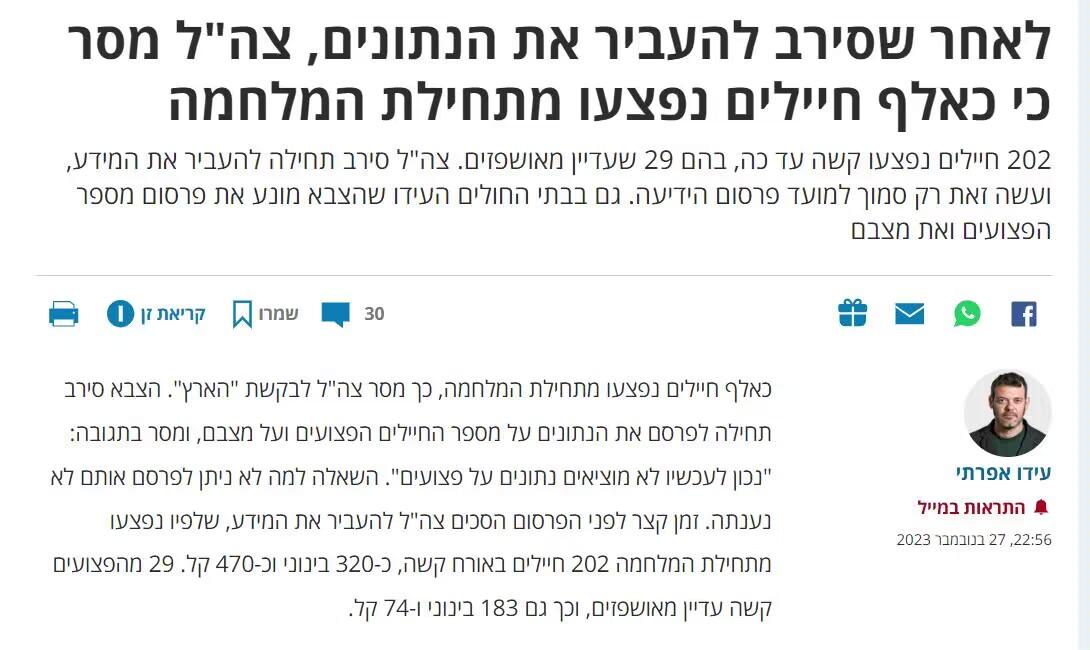 לאחר שסירב להעביר את הנתונים, צה"ל מסר
כי כאלף חיילים נפצעו מתחילת המלחמה
202 חיילים נפצעו קשה עד כה, בהם 29 שעדיין מאושפזים. צה"ל סירב תחילה להעביר את המידע,
ועשה זאת רק סמוך למועד פרסום הידיעה. גם בבתי החולים העידו שהצבא מונע את פרסום מספר
הפצועים ואת מצבם
30
שמרו
קריאת זן
עידו אפרתי
התראות במייל
22:56, 27 בנובמבר 2023
כאלף חיילים נפצעו מתחילת המלחמה, כך מסר צה"ל לבקשת "הארץ". הצבא סירב
תחילה לפרסם את הנתונים על מספר החיילים הפצועים ועל מצבם, ומסר בתגובה:
"נכון לעכשיו לא מוציאים נתונים על פצועים". השאלה למה לא ניתן לפרסם אותם לא
נענתה. זמן קצר לפני הפרסום הסכים צה"ל להעביר את המידע, שלפיו נפצעו
מתחילת המלחמה 202 חיילים באורח קשה, כ-320 בינוני וכ-470 קל. 29 מהפצועים
קשה עדיין מאושפזים, וכך גם 183 בינוני ו-74 קל.